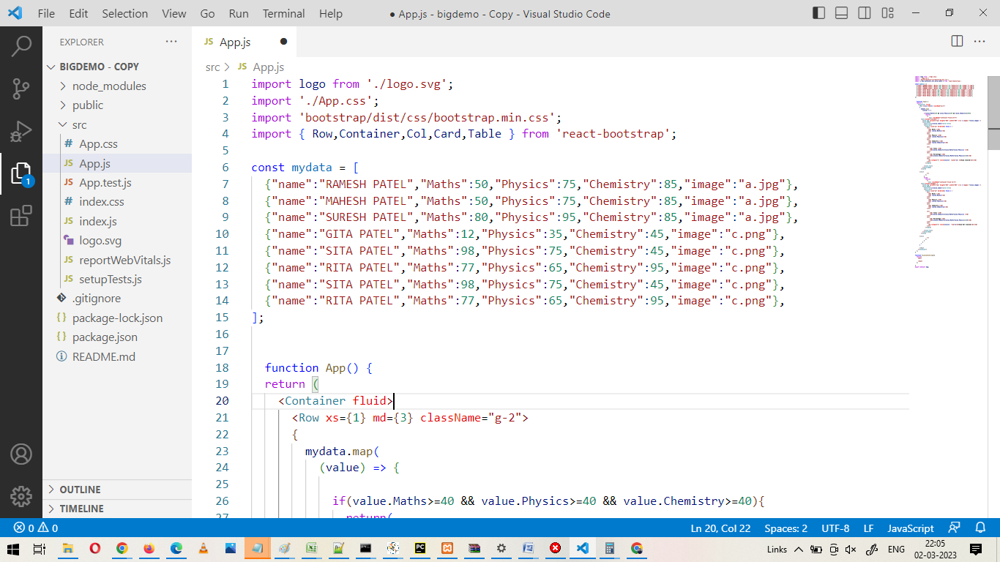 File Edit Selection View Go Run Terminal Help ● App.js - bigdemo - Copy - Visual Studio Code
EXPLORER ···
JS App.js ●
BIGDEMO - COPY
node_modules
public
src
# App.css
JS App.js
JS App.test.js
# index.css
JS index.js
logo.svg
JS reportWebVitals.js
JS setupTests.js
.gitignore
{} package-lock.json
{} package.json
README.md
OUTLINE
TIMELINE
1
src > JS App.js
1 import logo from './logo.svg';
2 import './App.css';
3 import 'bootstrap/dist/css/bootstrap.min.css';
4 import { Row,Container,Col,Card,Table } from 'react-bootstrap';
5
6 const mydata = [
7 {"name":"RAMESH PATEL","Maths":50,"Physics":75,"Chemistry":85,"image":"a.jpg"},
8 {"name":"MAHESH PATEL","Maths":50,"Physics":75,"Chemistry":85,"image":"a.jpg"},
9 {"name":"SURESH PATEL","Maths":80,"Physics":95,"Chemistry":85,"image":"a.jpg"},
10 {"name":"GITA PATEL","Maths":12,"Physics":35,"Chemistry":45,"image":"c.png"},
11 {"name":"SITA PATEL","Maths":98,"Physics":75,"Chemistry":45,"image":"c.png"},
12 {"name":"RITA PATEL","Maths":77,"Physics":65,"Chemistry":95,"image":"c.png"},
13 {"name":"SITA PATEL","Maths":98,"Physics":75,"Chemistry":45,"image":"c.png"},
14 {"name":"RITA PATEL","Maths":77,"Physics":65,"Chemistry":95,"image":"c.png"},
15 ];
16
17
18 function App() {
19 return (
20 <Container fluid>
21 <Row xs={1} md={3} className="g-2">
22 {
23 mydata.map(
24 (value) => {
25
26 if(value.Maths>=40 && value.Physics>=40 && value.Chemistry>=40){
27 return(
0 0 Ln 20, Col 22 Spaces: 2 UTF-8 LF JavaScript
Links ENG 22:05
02-03-2023